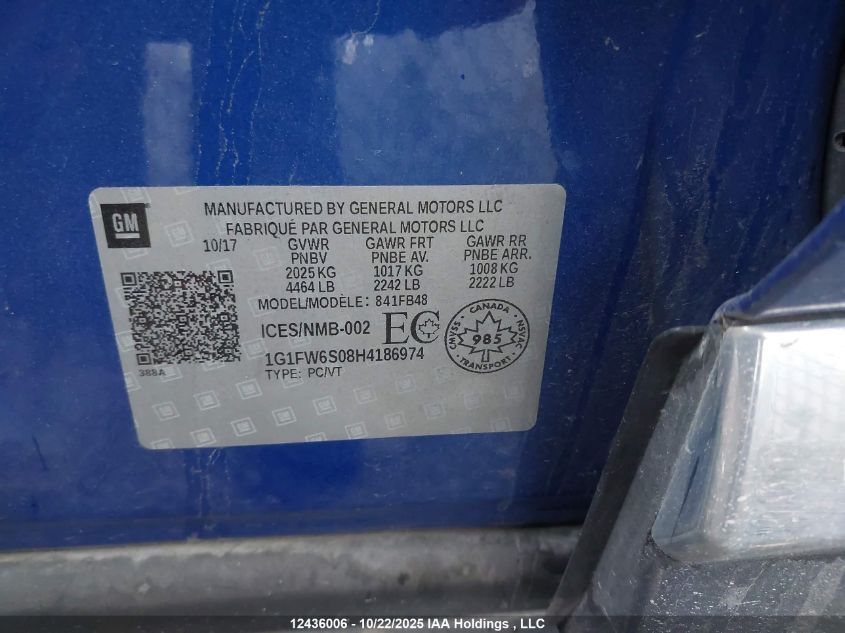 GM
MANUFACTURED BY GENERAL MOTORS LLC
FABRIQUÉ PAR GENERAL MOTORS LLC
10/17 GVWR GAWR FRT GAWR RR
PNBV PNBE AV. PNBE ARR.
2025 KG 1017 KG 1008 KG
4464 LB 2242 LB 2222 LB
MODEL/MODÈLE: 841FB48
ICES/NMB-002 EC
CANADA
CMVSS 985 NSVAC
TRANSPORT
1G1FW6S08H4186974
388A
TYPE: PC/VT
12436006 - 10/22/2025 IAA Holdings, LLC